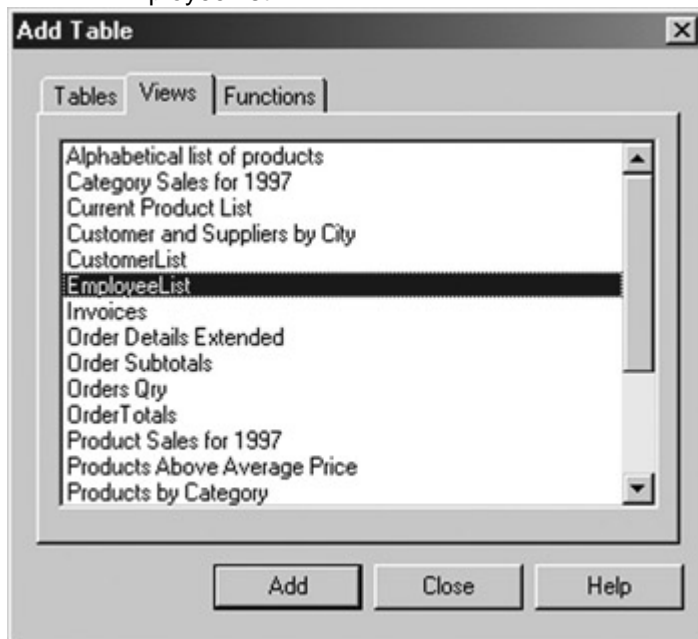 Add Table
Tables Views Functions
Alphabetical list of products
Category Sales for 1997
Current Product List
Customer and Suppliers by City
CustomerList
EmployeeList
Invoices
Order Details Extended
Order Subtotals
Orders Qry
OrderTotals
Product Sales for 1997
Products Above Average Price
Products by Category
Add Close Help